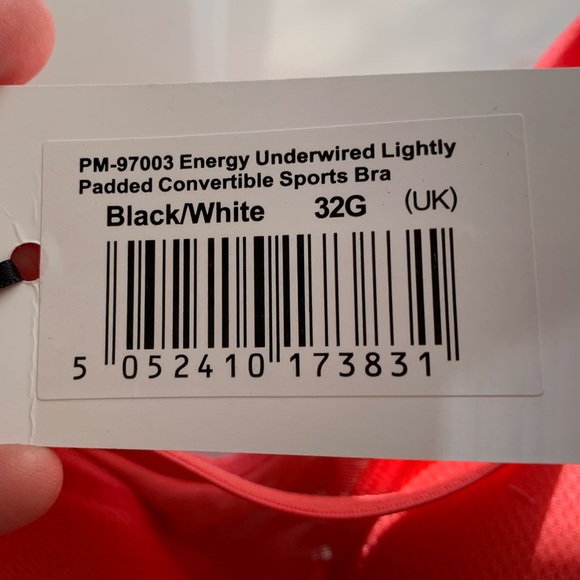 PM-97003 Energy Underwired Lightly
Padded Convertible Sports Bra
Black/White 32G (UK)
5 052410 173831